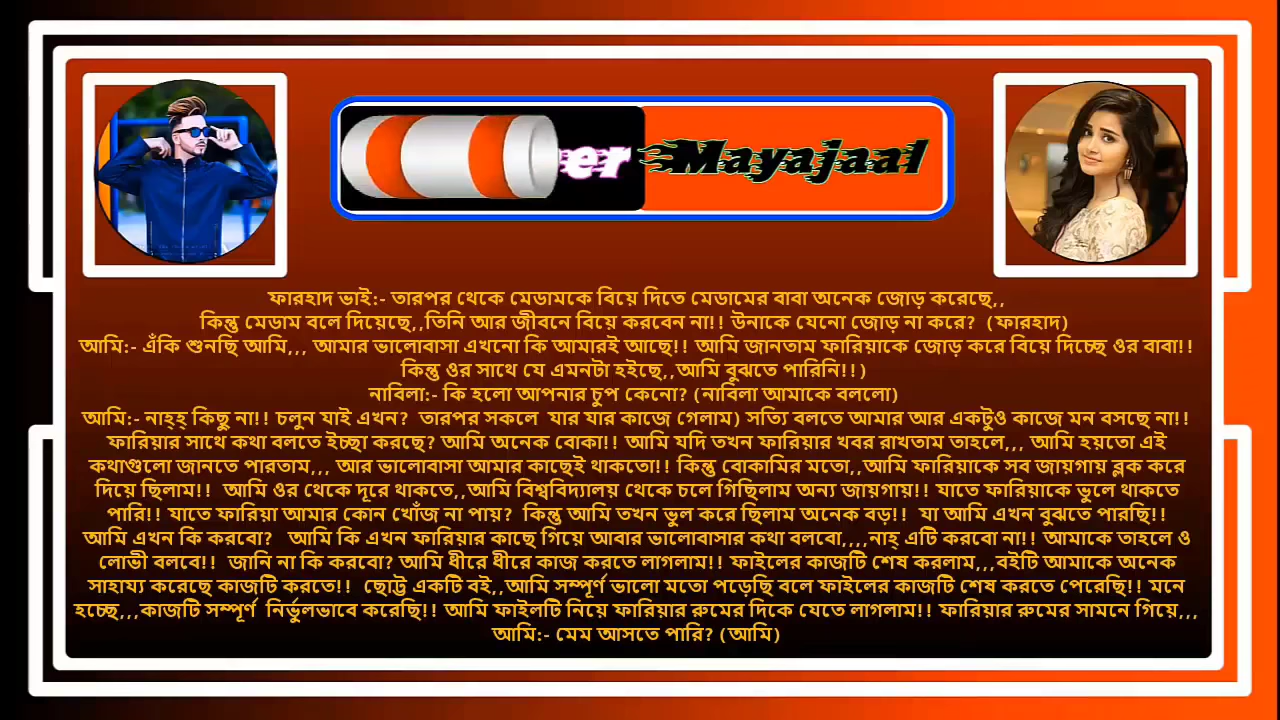 er Mayajaal
ফারহাদ ভাই:- তারপর থেকে মেডামকে বিয়ে দিতে মেডামের বাবা অনেক জোড় করেছে,,
কিন্তু মেডাম বলে দিয়েছে,,তিনি আর জীবনে বিয়ে করবেন না!! উনাকে যেনো জোড় না করে? (ফারহাদ)
আমি:- এঁকি শুনছি আমি,,, আমার ভালোবাসা এখনো কি আমারই আছে!! আমি জানতাম ফারিয়াকে জোড় করে বিয়ে দিচ্ছে ওর বাবা!!
কিন্তু ওর সাথে যে এমনটা হইছে,,আমি বুঝতে পারিনি!!)
নাবিলা:- কি হলো আপনার চুপ কেনো? (নাবিলা আমাকে বললো)
আমি:- নাহ্হ্ কিছু না!! চলুন যাই এখন? তারপর সকলে যার যার কাজে গেলাম) সত্যি বলতে আমার আর একটুও কাজে মন বসছে না!!
ফারিয়ার সাথে কথা বলতে ইচ্ছা করছে? আমি অনেক বোকা!! আমি যদি তখন ফারিয়ার খবর রাখতাম তাহলে,,, আমি হয়তো এই
কথাগুলো জানতে পারতাম,,, আর ভালোবাসা আমার কাছেই থাকতো!! কিন্তু বোকামির মতো,,আমি ফারিয়াকে সব জায়গায় ব্লক করে
দিয়ে ছিলাম!! আমি ওর থেকে দূরে থাকতে,,আমি বিশ্ববিদ্যালয় থেকে চলে গিছিলাম অন্য জায়গায়!! যাতে ফারিয়াকে ভুলে থাকতে
পারি!! যাতে ফারিয়া আমার কোন খোঁজ না পায়? কিন্তু আমি তখন ভুল করে ছিলাম অনেক বড়!! যা আমি এখন বুঝতে পারছি!!
আমি এখন কি করবো? আমি কি এখন ফারিয়ার কাছে গিয়ে আবার ভালোবাসার কথা বলবো,,,,নাহ্ এটি করবো না!! আমাকে তাহলে ও
লোভী বলবে!! জানি না কি করবো? আমি ধীরে ধীরে কাজ করতে লাগলাম!! ফাইলের কাজটি শেষ করলাম,,,বইটি আমাকে অনেক
সাহায্য করেছে কাজটি করতে!! ছোট্ট একটি বই,,আমি সম্পূর্ণ ভালো মতো পড়েছি বলে ফাইলের কাজটি শেষ করতে পেরেছি!! মনে
হচ্ছে,,,কাজটি সম্পূর্ণ নির্ভুলভাবে করেছি!! আমি ফাইলটি নিয়ে ফারিয়ার রুমের দিকে যেতে লাগলাম!! ফারিয়ার রুমের সামনে গিয়ে,,,
আমি:- মেম আসতে পারি? (আমি)